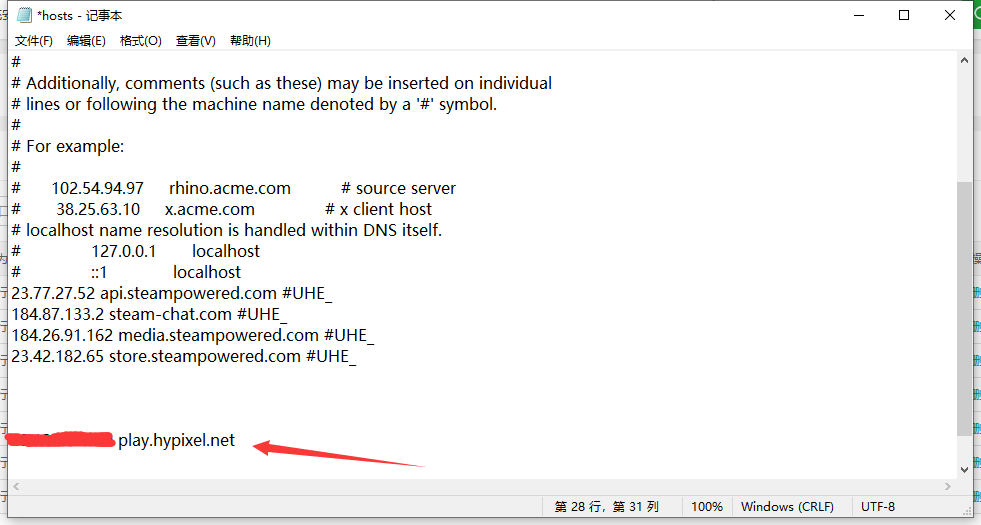 *hosts - 记事本
文件(F) 编辑(E) 格式(O) 查看(V) 帮助(H)
#
# Additionally, comments (such as these) may be inserted on individual
# lines or following the machine name denoted by a '#' symbol.
#
# For example:
#
# 102.54.94.97 rhino.acme.com # source server
# 38.25.63.10 x.acme.com # x client host
# localhost name resolution is handled within DNS itself.
# 127.0.0.1 localhost
# ::1 localhost
23.77.27.52 api.steampowered.com #UHE_
184.87.133.2 steam-chat.com #UHE_
184.26.91.162 media.steampowered.com #UHE_
23.42.182.65 store.steampowered.com #UHE_
play.hypixel.net
第 28 行，第 31 列 100% Windows (CRLF) UTF-8